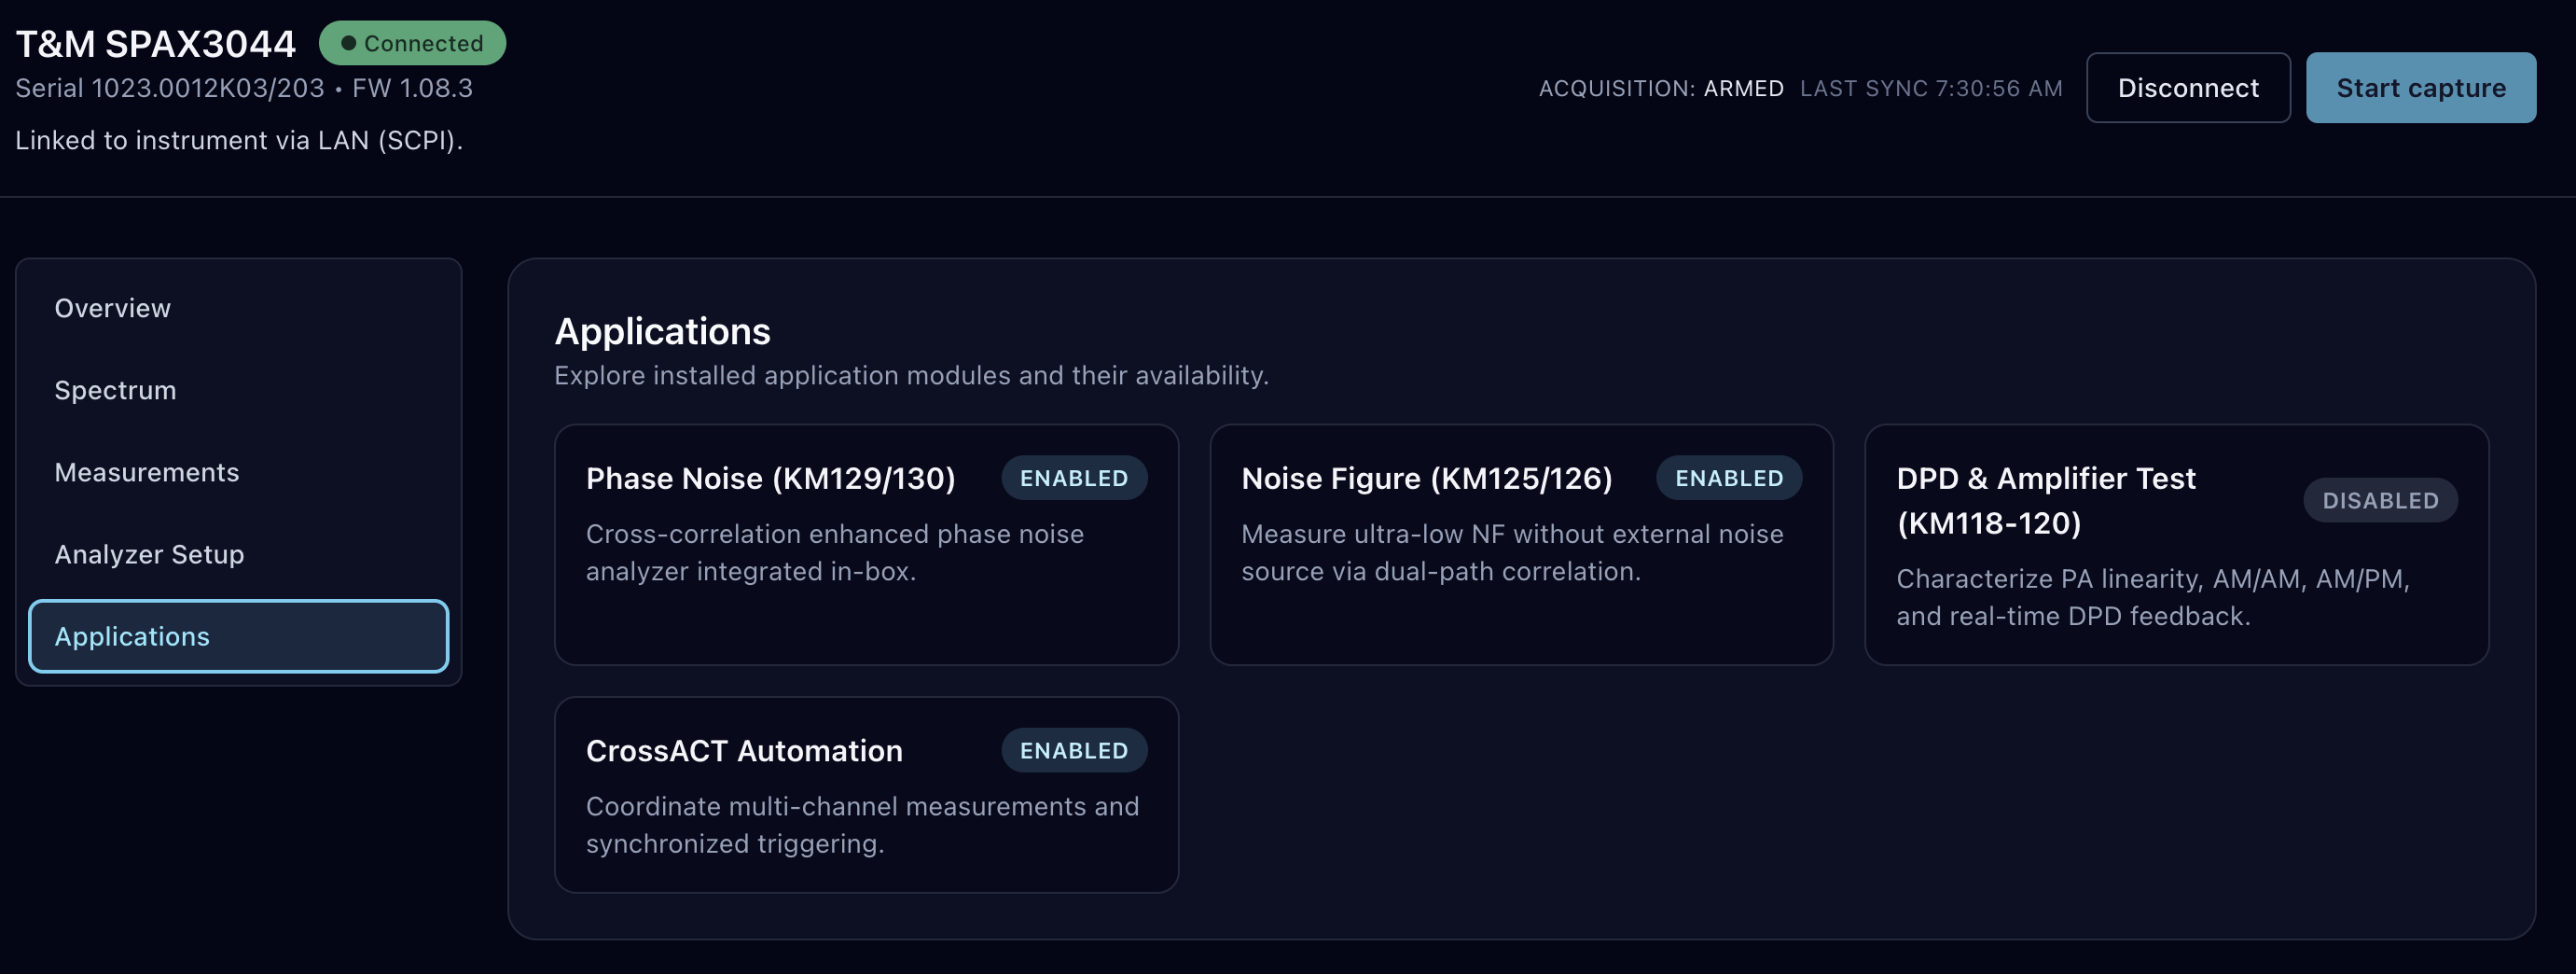 T&M SPAX3044
Connected
Serial 1023.0012K03/203 • FW 1.08.3
Linked to instrument via LAN (SCPI).
ACQUISITION: ARMED
LAST SYNC 7:30:56 AM
Disconnect
Start capture
Overview
Spectrum
Measurements
Analyzer Setup
Applications
Applications
Explore installed application modules and their availability.
Phase Noise (KM129/130)
ENABLED
Cross-correlation enhanced phase noise
analyzer integrated in-box.
Noise Figure (KM125/126)
ENABLED
Measure ultra-low NF without external noise
source via dual-path correlation.
DPD & Amplifier Test
(KM118-120)
DISABLED
Characterize PA linearity, AM/AM, AM/PM,
and real-time DPD feedback.
CrossACT Automation
ENABLED
Coordinate multi-channel measurements and
synchronized triggering.